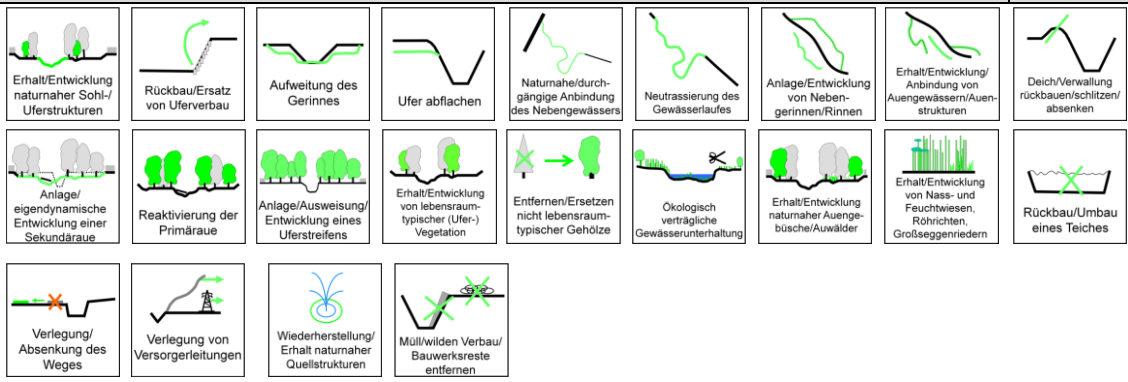 Erhalt/Entwicklung
naturnaher Sohl-/
Uferstrukturen
Rückbau/Ersatz
von Uferverbau
Aufweitung des
Gerinnes
Ufer abflachen
Naturnahe/durch-
gängige Anbindung
des Nebengewässers
Neutrassierung des
Gewässerlaufes
Anlage/Entwicklung
von Neben-
gerinnen/Rinnen
Erhalt/Entwicklung/
Anbindung von
Auengewässern/Auen-
strukturen
Deich/Verwallung
rückbauen/schlitzen/
absenken
Anlage/
eigendynamische
Entwicklung einer
Sekundäraue
Reaktivierung der
Primäraue
Anlage/Ausweisung/
Entwicklung eines
Uferstreifens
Erhalt/Entwicklung
von lebensraum-
typischer (Ufer-)
Vegetation
Entfernen/Ersetzen
nicht lebensraum-
typischer Gehölze
Ökologisch
verträgliche
Gewässerunterhaltung
Erhalt/Entwicklung
naturnaher Auenge-
büsche/Auwälder
Erhalt/Entwicklung
von Nass- und
Feuchtwiesen,
Röhrichten,
Großseggenriedern
Rückbau/Umbau
eines Teiches
Verlegung/
Absenkung des
Weges
Verlegung von
Versorgerleitungen
Wiederherstellung/
Erhalt naturnaher
Quellstrukturen
Müll/wilden Verbau/
Bauwerksreste
entfernen